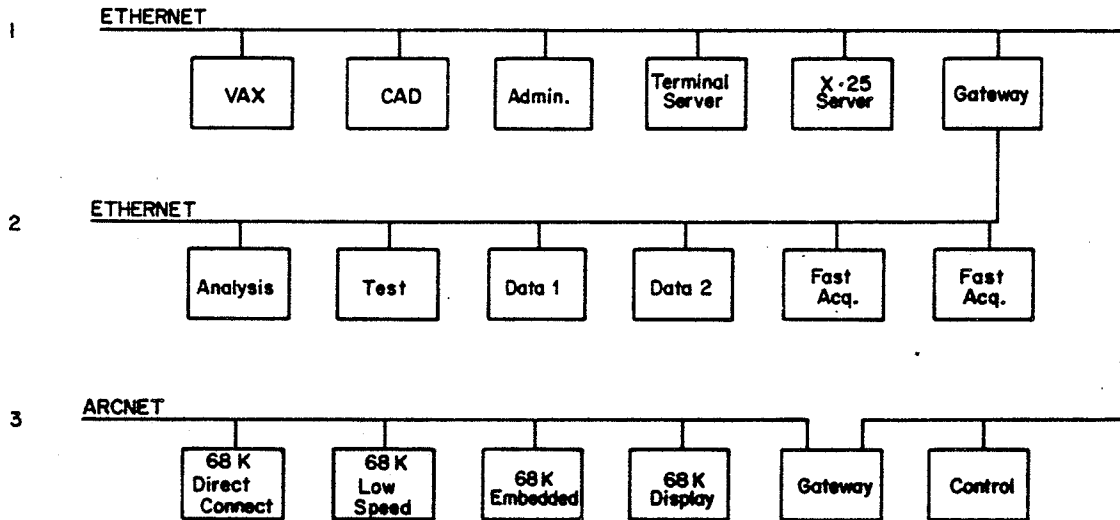 ETHERNET
1
VAX
CAD
Admin.
Terminal
Server
X·25
Server
Gateway
ETHERNET
2
Analysis
Test
Data 1
Data 2
Fast
Acq.
Fast
Acq.
ARCNET
3
68 K
Direct
Connect
68 K
Low
Speed
68 K
Embedded
68 K
Display
Gateway
Control